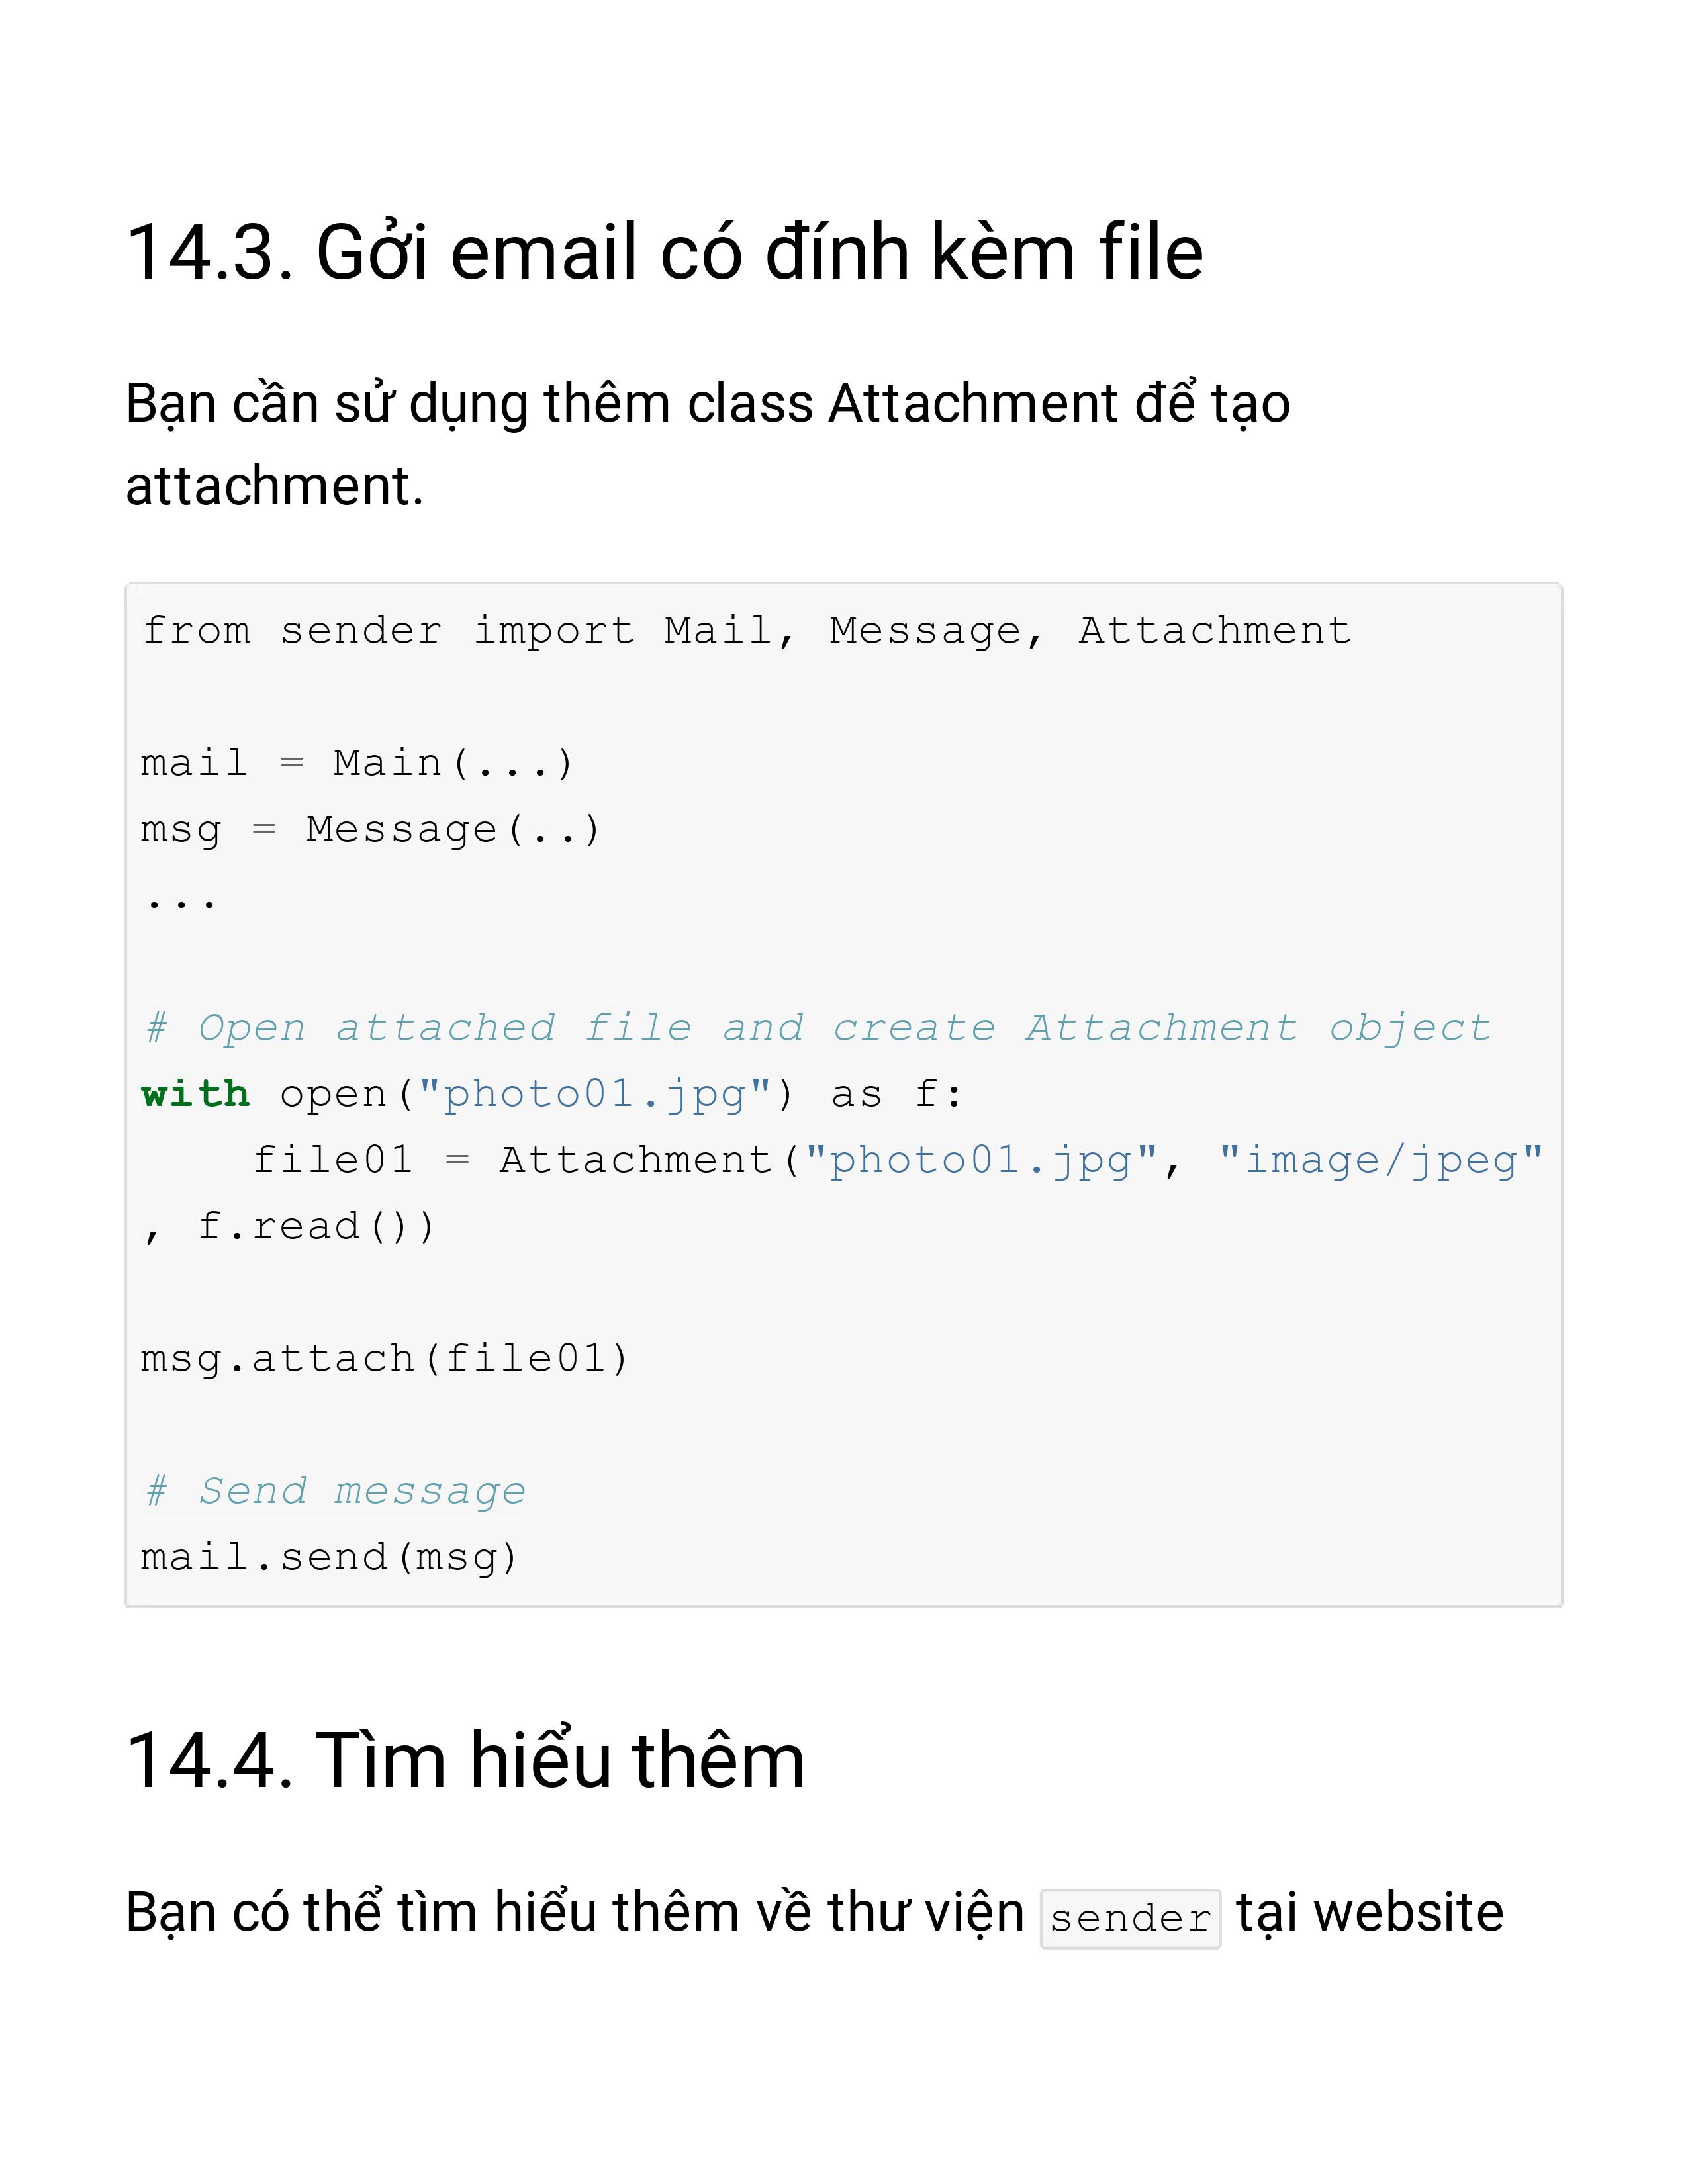 14.3. Gởi email có đính kèm file
Bạn cần sử dụng thêm class Attachment để tạo
attachment.
from sender import Mail, Message, Attachment
mail = Main(...)
msg = Message(..)
...
# Open attached file and create Attachment object
with open("photo01.jpg") as f:
    file01 = Attachment("photo01.jpg", "image/jpeg"
, f.read())
msg.attach(file01)
# Send message
mail.send(msg)
14.4. Tìm hiểu thêm
Bạn có thể tìm hiểu thêm về thư viện sender tại website